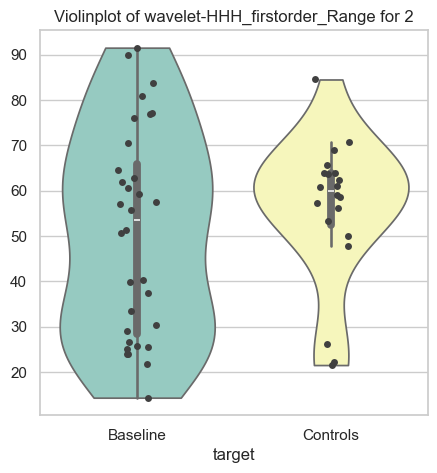 Violinplot of wavelet-HHH_firstorder_Range for 2
90
80
70
60
50
40
30
20
Baseline Controls
target